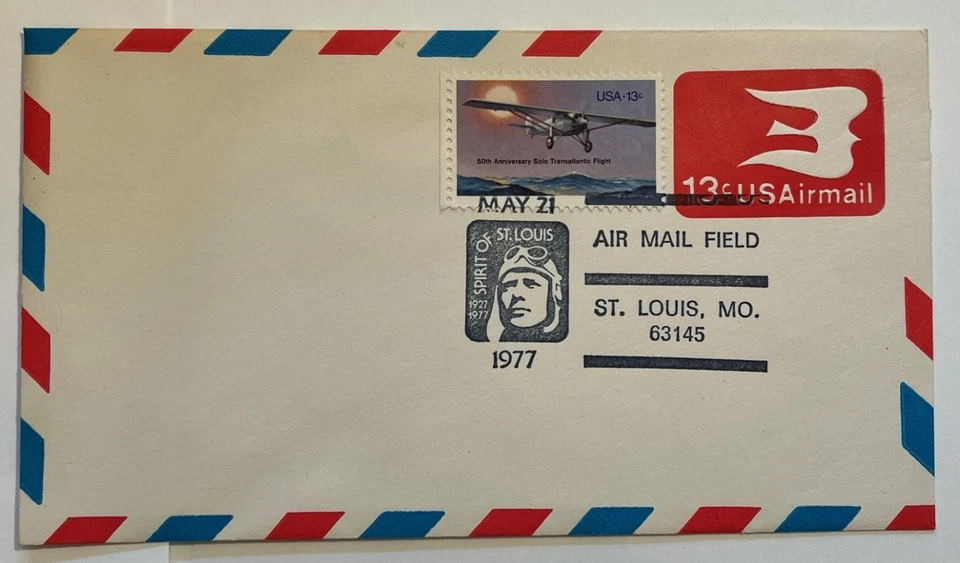 USA·13c
50th Anniversary Solo Transatlantic Flight
13c USAirmail
MAY 21
SPIRIT OF ST. LOUIS
1927
1977
1977
AIR MAIL FIELD
ST. LOUIS, MO.
63145